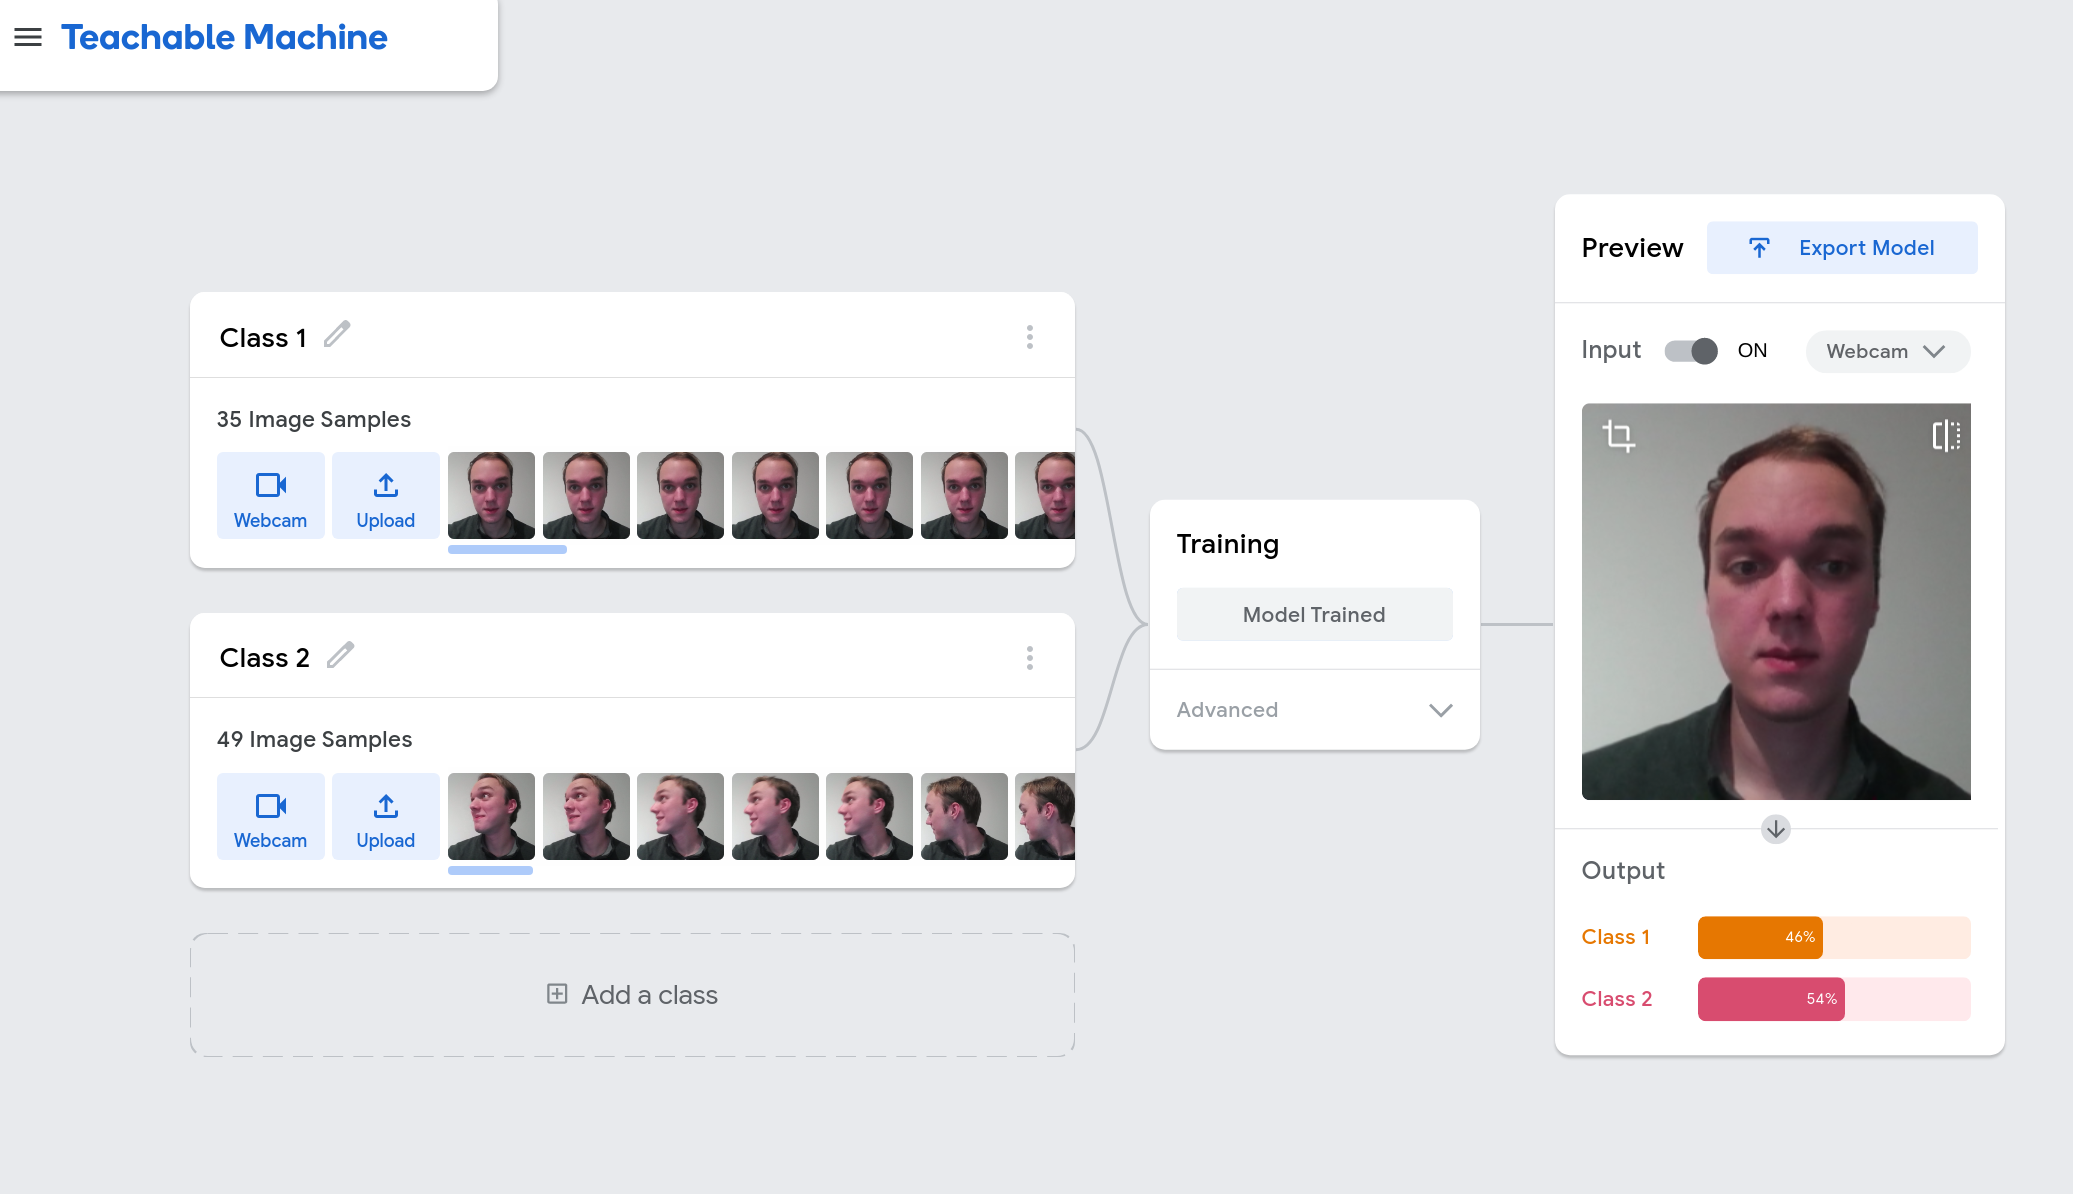 Teachable Machine
Class 1
35 Image Samples
Webcam
Upload
Class 2
49 Image Samples
Webcam
Upload
Add a class
Training
Model Trained
Advanced
Preview
Export Model
Input
ON
Webcam
Output
Class 1
46%
Class 2
54%